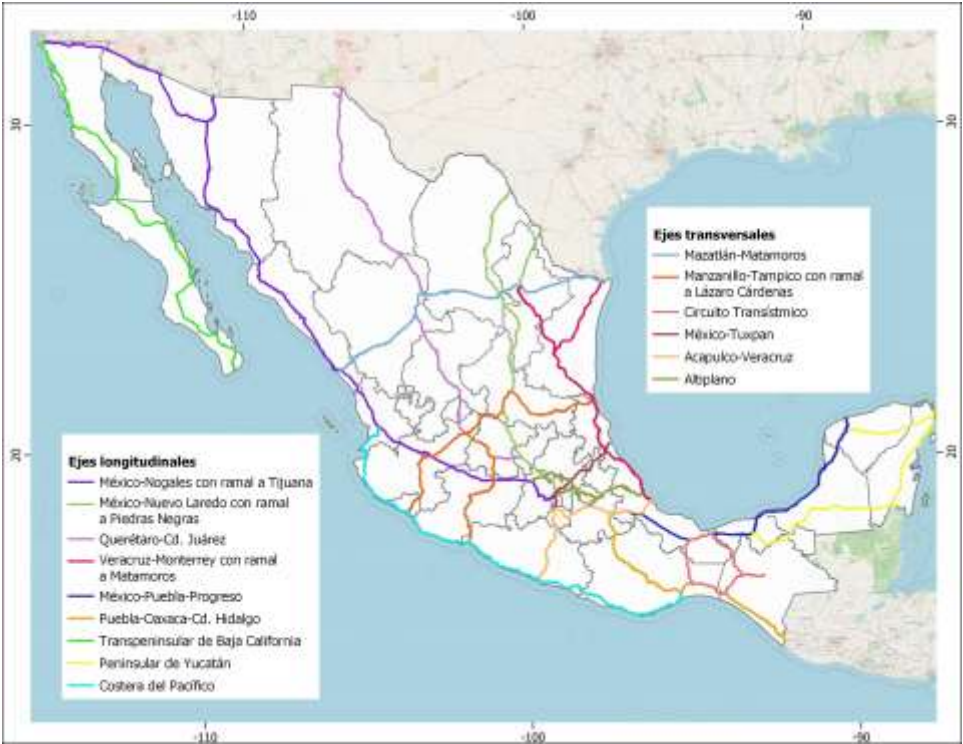 -110
-100
-90
30
30
Ejes transversales
Mazatlán-Matamoros
Manzanillo-Tampico con ramal
a Lázaro Cárdenas
Circuito Transístmico
México-Tuxpan
Acapulco-Veracruz
Altiplano
20
20
Ejes longitudinales
México-Nogales con ramal a Tijuana
México-Nuevo Laredo con ramal
a Piedras Negras
Querétaro-Cd. Juárez
Veracruz-Monterrey con ramal
a Matamoros
México-Puebla-Progreso
Puebla-Oaxaca-Cd. Hidalgo
Transpeninsular de Baja California
Peninsular de Yucatán
Costera del Pacífico
-110
-100
-90